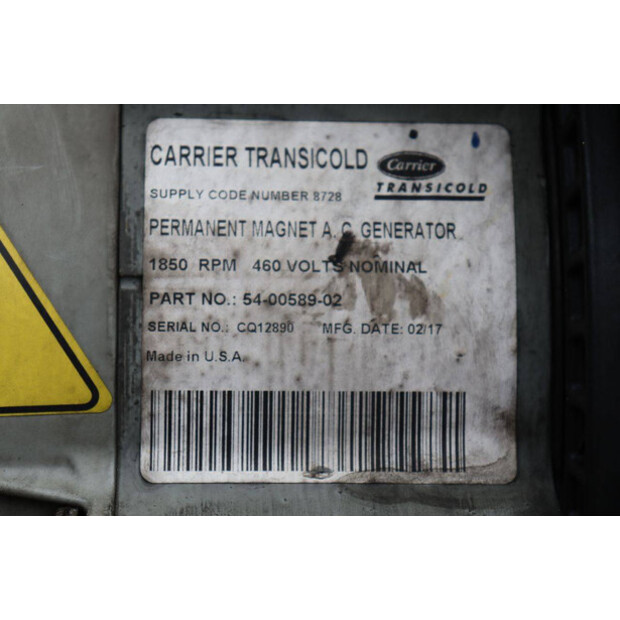 CARRIER TRANSICOLD
Carrier
TRANSICOLD
SUPPLY CODE NUMBER 8728
PERMANENT MAGNET A. C. GENERATOR
1850 RPM 460 VOLTS NOMINAL
PART NO.: 54-00589-02
SERIAL NO.: CQ12890 MFG. DATE: 02/17
Made in U.S.A.